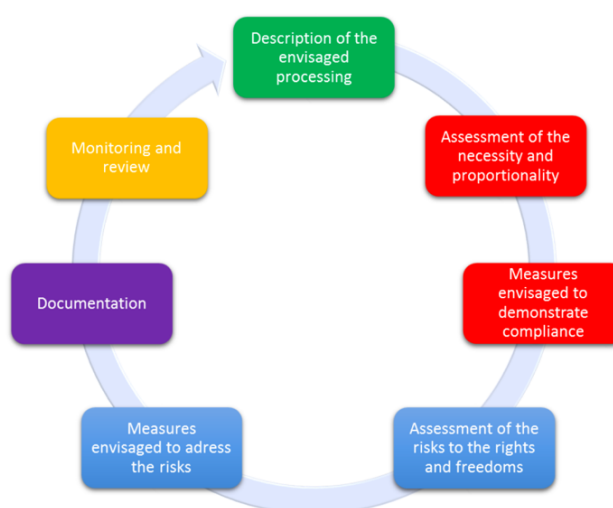 Description of the
envisaged
processing
Assessment of the
necessity and
proportionality
Measures
envisaged to
demonstrate
compliance
Assessment of the
risks to the rights
and freedoms
Measures
envisaged to adress
the risks
Documentation
Monitoring and
review